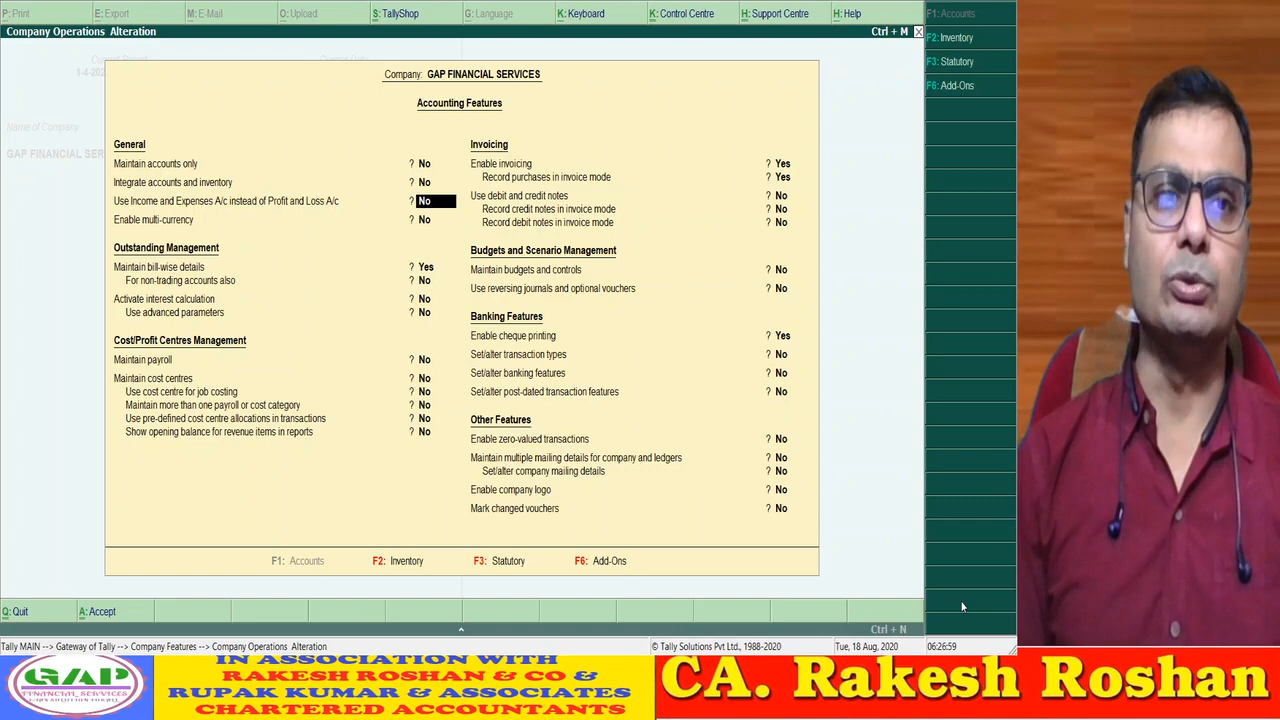 P: Print
E: Export
M: E-Mail
O: Upload
S: TallyShop
G: Language
K: Keyboard
K: Control Centre
H: Support Centre
H: Help
F1: Accounts
Company Operations Alteration
Ctrl + M
F2: Inventory
F3: Statutory
F6: Add-Ons
Name of Company
GAP FINANCIAL SER
Company: GAP FINANCIAL SERVICES
Accounting Features
General
Maintain accounts only ? No
Integrate accounts and inventory ? No
Use Income and Expenses A/c instead of Profit and Loss A/c ? No
Enable multi-currency ? No
Outstanding Management
Maintain bill-wise details ? Yes
For non-trading accounts also ? No
Activate interest calculation ? No
Use advanced parameters ? No
Cost/Profit Centres Management
Maintain payroll ? No
Maintain cost centres ? No
Use cost centre for job costing ? No
Maintain more than one payroll or cost category ? No
Use pre-defined cost centre allocations in transactions ? No
Show opening balance for revenue items in reports ? No
Invoicing
Enable invoicing ? Yes
Record purchases in invoice mode ? Yes
Use debit and credit notes ? No
Record credit notes in invoice mode ? No
Record debit notes in invoice mode ? No
Budgets and Scenario Management
Maintain budgets and controls ? No
Use reversing journals and optional vouchers ? No
Banking Features
Enable cheque printing ? Yes
Set/alter transaction types ? No
Set/alter banking features ? No
Set/alter post-dated transaction features ? No
Other Features
Enable zero-valued transactions ? No
Maintain multiple mailing details for company and ledgers ? No
Set/alter company mailing details ? No
Enable company logo ? No
Mark changed vouchers ? No
F1: Accounts
F2: Inventory
F3: Statutory
F6: Add-Ons
Q: Quit
A: Accept
Ctrl + N
Tally MAIN --> Gateway of Tally --> Company Features --> Company Operations Alteration
© Tally Solutions Pvt Ltd., 1988-2020
Tue, 18 Aug, 2020
06:26:59
GAP
FINANCIAL SERVICES
IN ASSOCIATION WITH
RAKESH ROSHAN & CO &
RUPAK KUMAR & ASSOCIATES
CHARTERED ACCOUNTANTS
CA. Rakesh Roshan